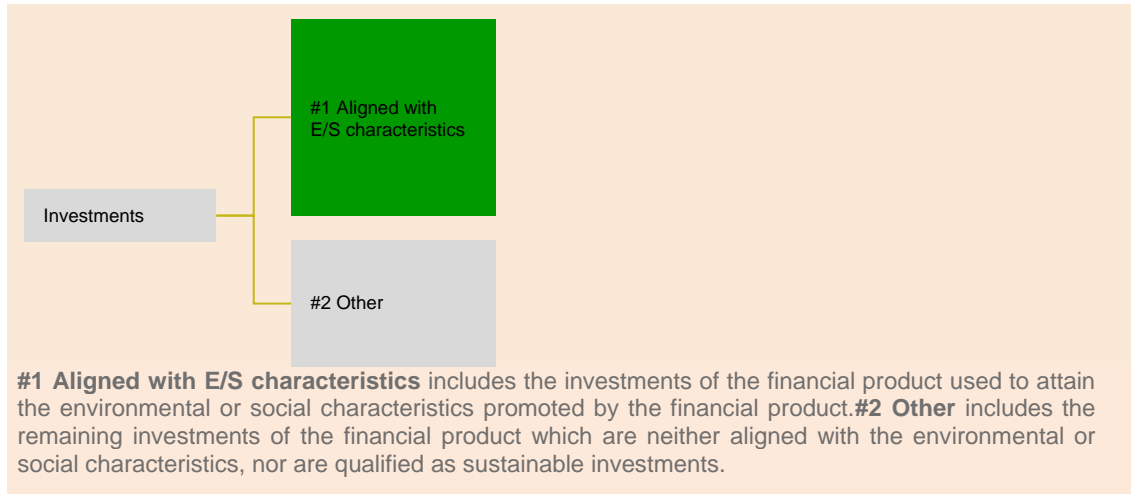 #1 Aligned with
E/S characteristics
Investments
#2 Other
#1 Aligned with E/S characteristics includes the investments of the financial product used to attain
the environmental or social characteristics promoted by the financial product.#2 Other includes the
remaining investments of the financial product which are neither aligned with the environmental or
social characteristics, nor are qualified as sustainable investments.